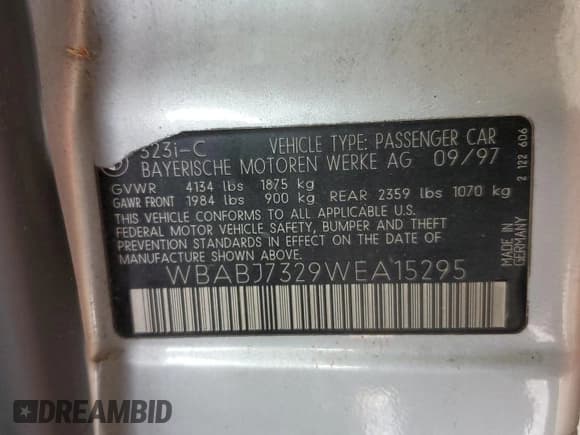 323i-C VEHICLE TYPE: PASSENGER CAR
BAYERISCHE MOTOREN WERKE AG 09/97
GVWR 4134 lbs 1875 kg
GAWR FRONT 1984 lbs 900 kg REAR 2359 lbs 1070 kg
THIS VEHICLE CONFORMS TO ALL APPLICABLE U.S.
FEDERAL MOTOR VEHICLE SAFETY, BUMPER AND THEFT
PREVENTION STANDARDS IN EFFECT ON THE DATE OF
MANUFACTURE SHOWN ABOVE.
WBABJ7329WEA15295
MADE IN
GERMANY
2 122 606
DREAMBID